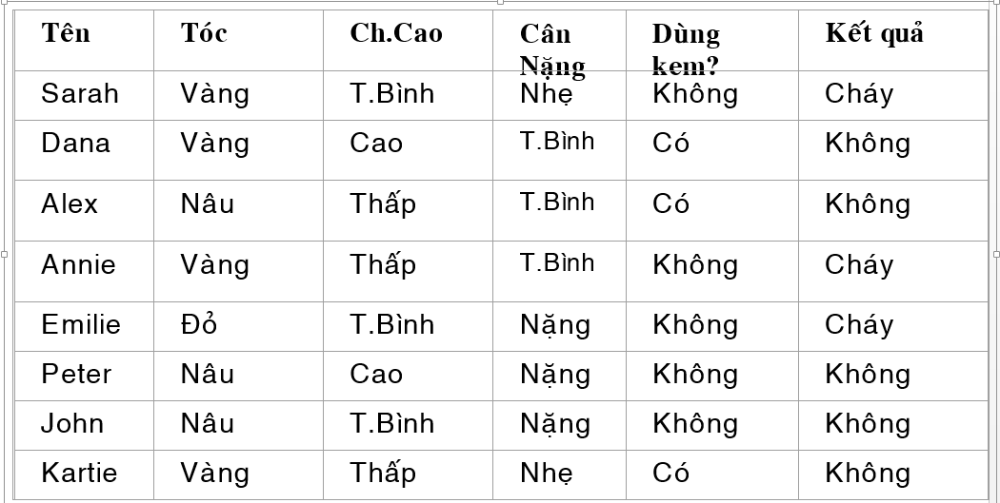 Tên Tóc Ch.Cao Cân Nặng Dùng kem? Kết quả
Sarah Vàng T.Bình Nhẹ Không Cháy
Dana Vàng Cao T.Bình Có Không
Alex Nâu Thấp T.Bình Có Không
Annie Vàng Thấp T.Bình Không Cháy
Emilie Đỏ T.Bình Nặng Không Cháy
Peter Nâu Cao Nặng Không Không
John Nâu T.Bình Nặng Không Không
Kartie Vàng Thấp Nhẹ Có Không